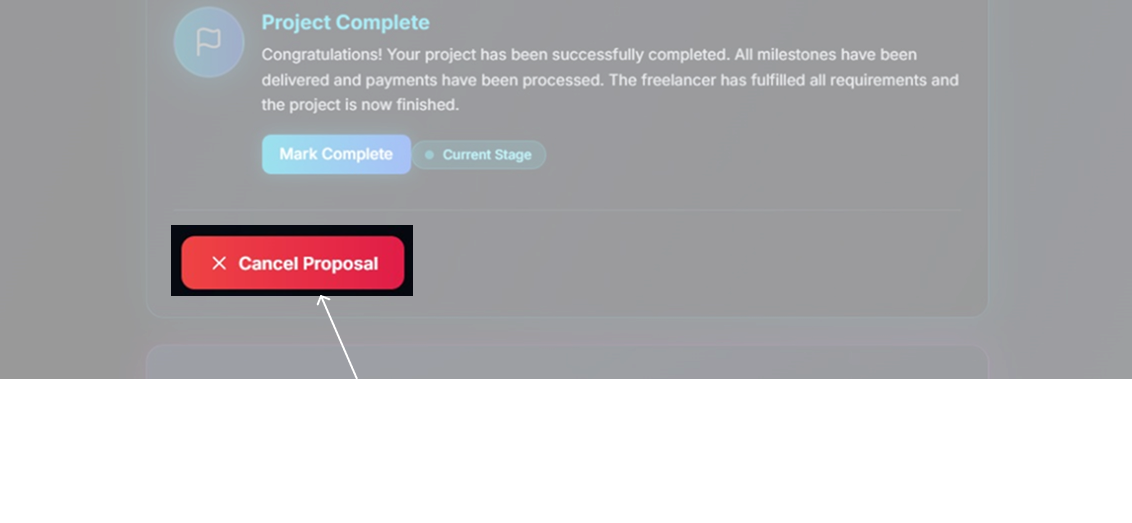 Project Complete
Congratulations! Your project has been successfully completed. All milestones have been
delivered and payments have been processed. The freelancer has fulfilled all requirements and
the project is now finished.
Mark Complete
Current Stage
Cancel Proposal